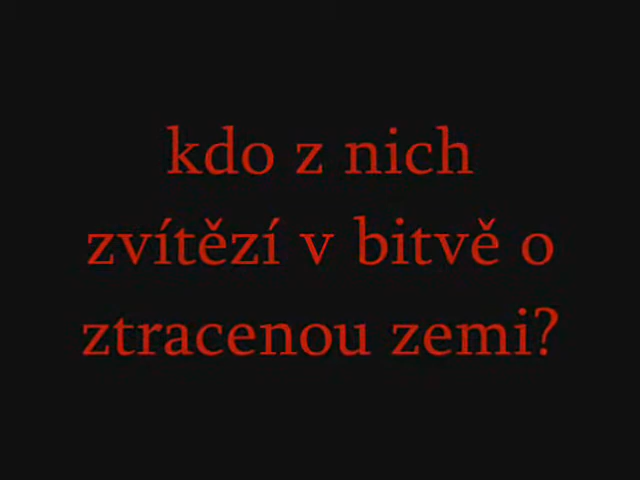 kdo z nich
zvítězí v bitvě o
ztracenou zemi?